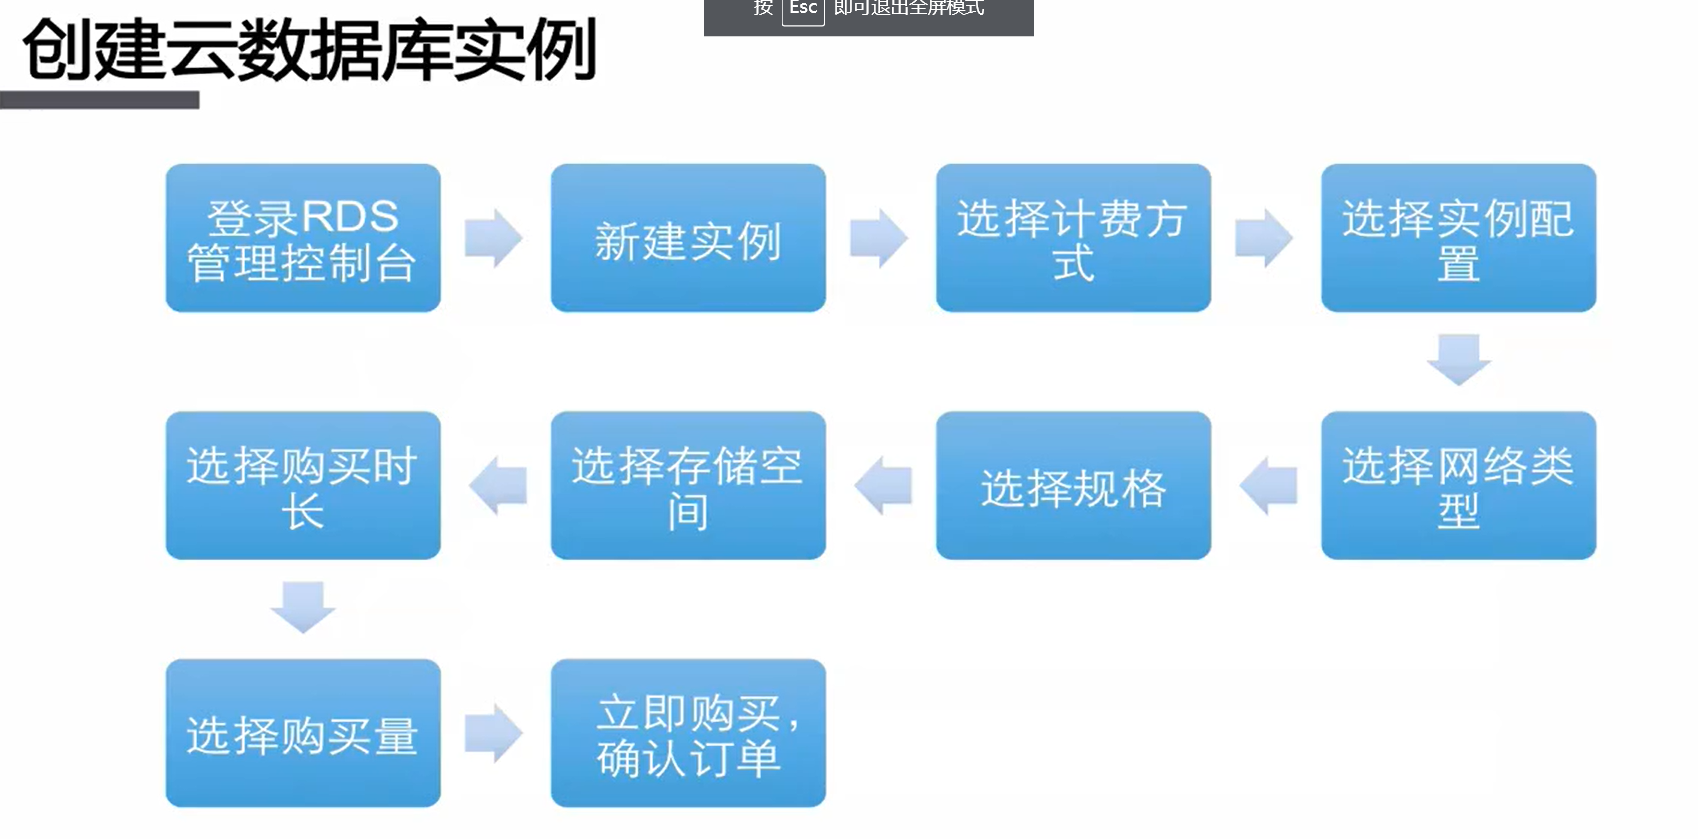 按 Esc 即可退出全屏模式
创建云数据库实例
登录RDS
管理控制台
新建实例
选择计费方
式
选择实例配
置
选择网络类
型
选择规格
选择存储空
间
选择购买时
长
选择购买量
立即购买，
确认订单